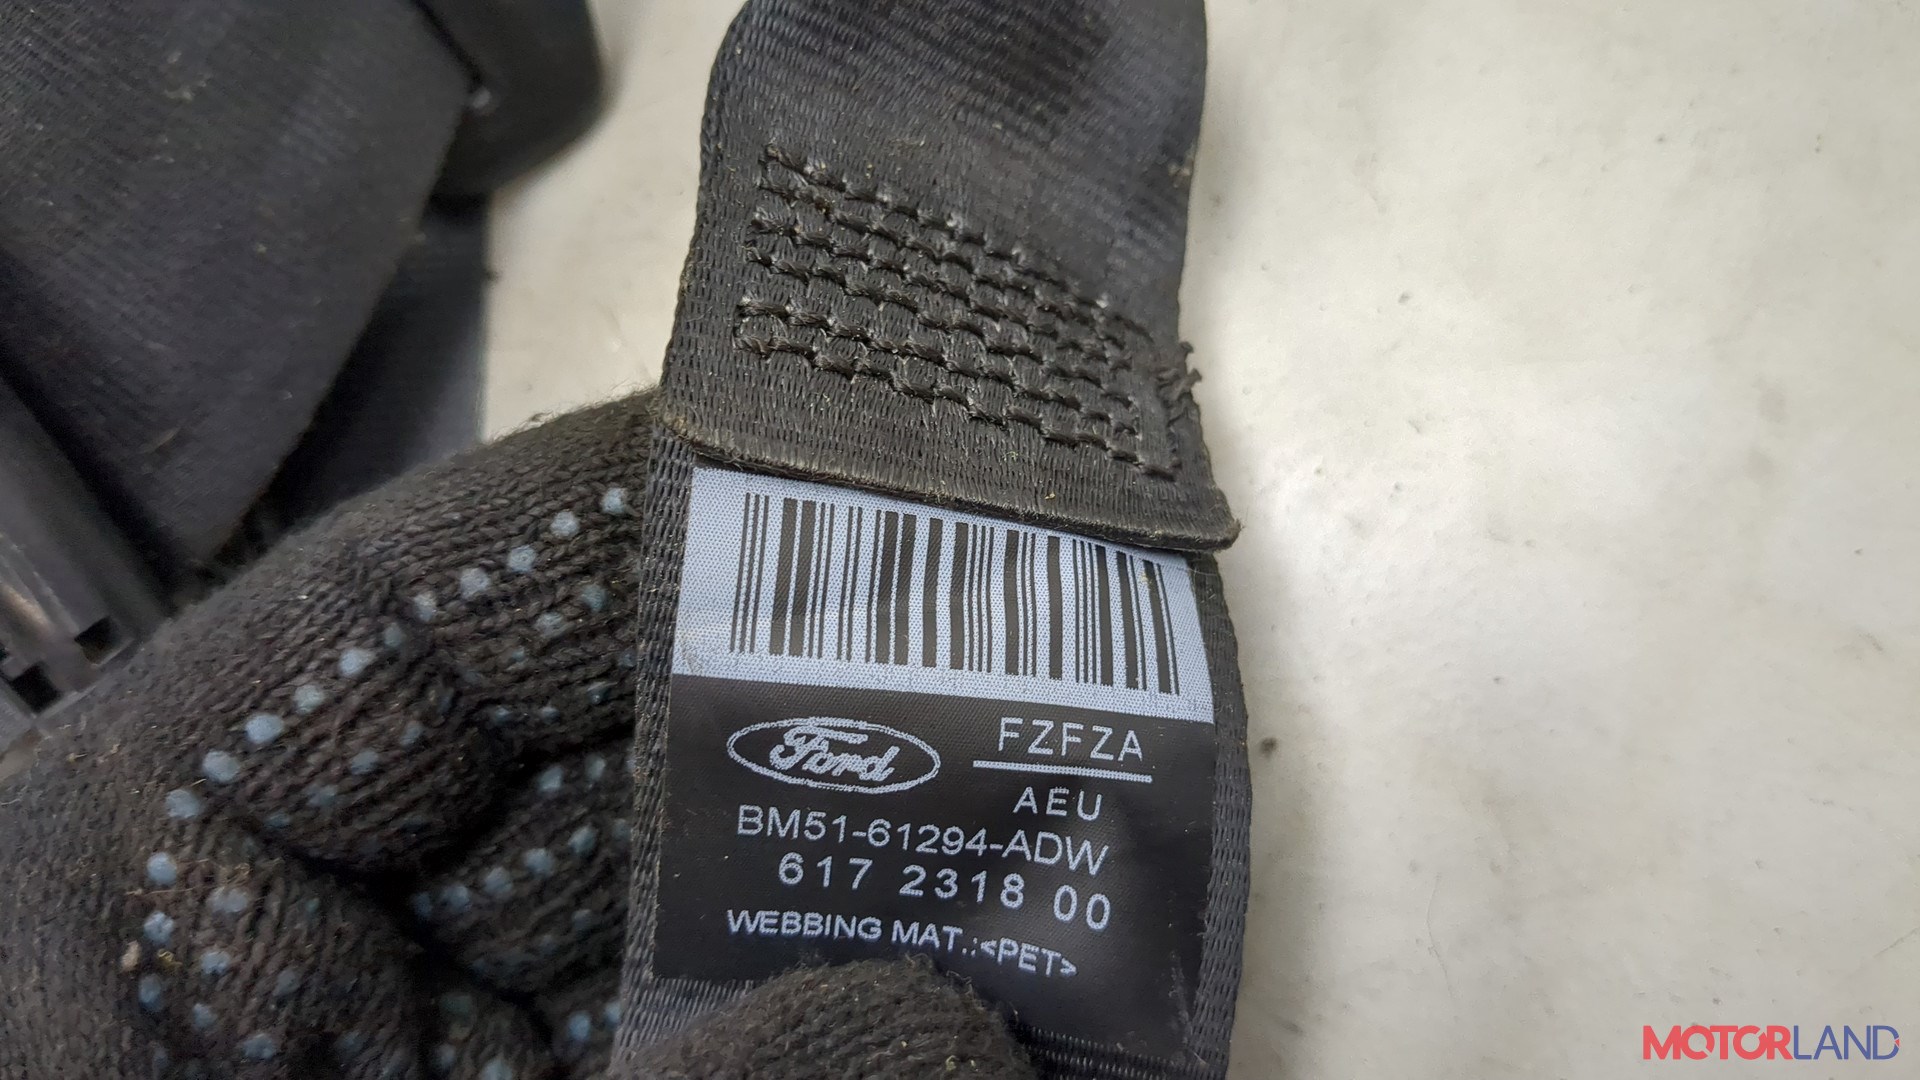 Ford
FZFZA
AEU
BM51-61294-ADW
617 2318 00
WEBBING MAT.:<PET>
MOTORLAND